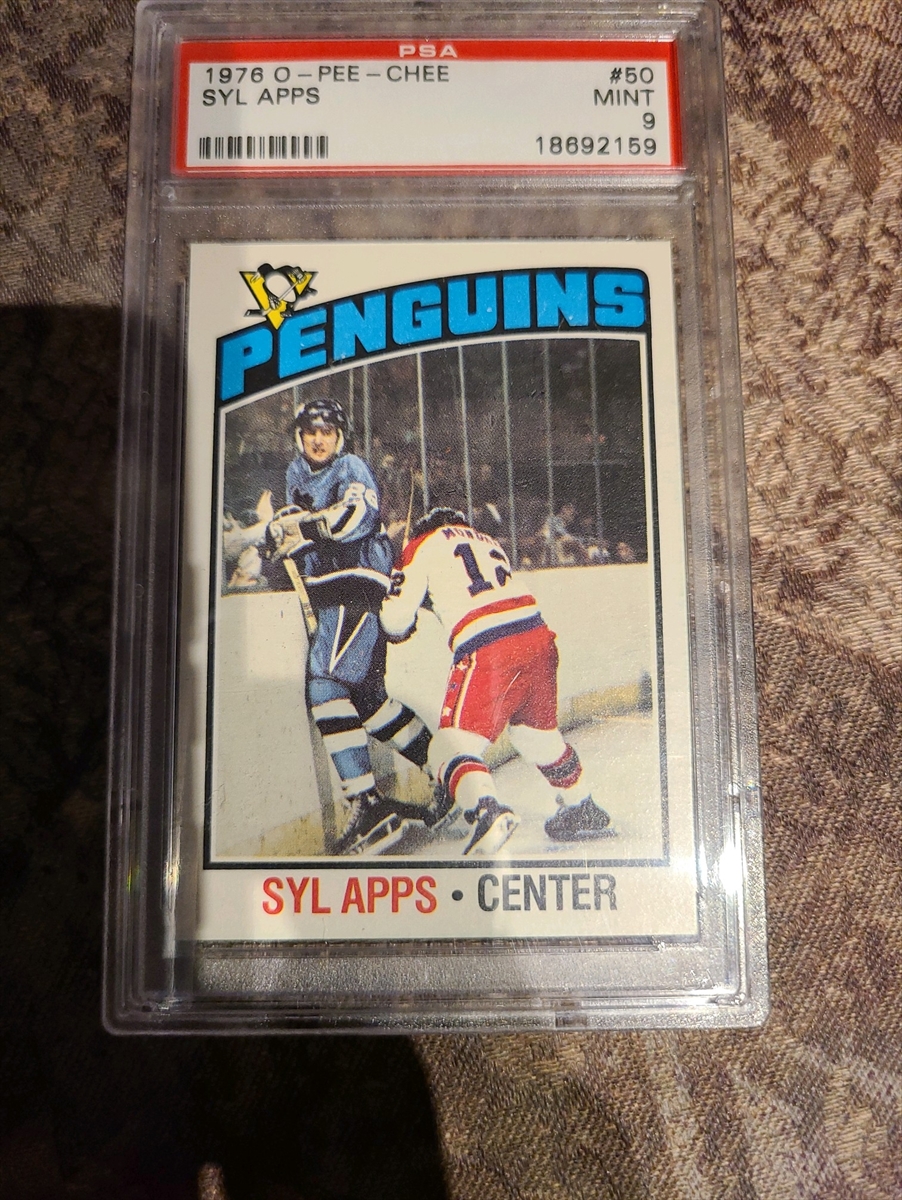 PSA
1976 O-PEE-CHEE #50
SYL APPS MINT
9
18692159
PENGUINS
12
SYL APPS • CENTER